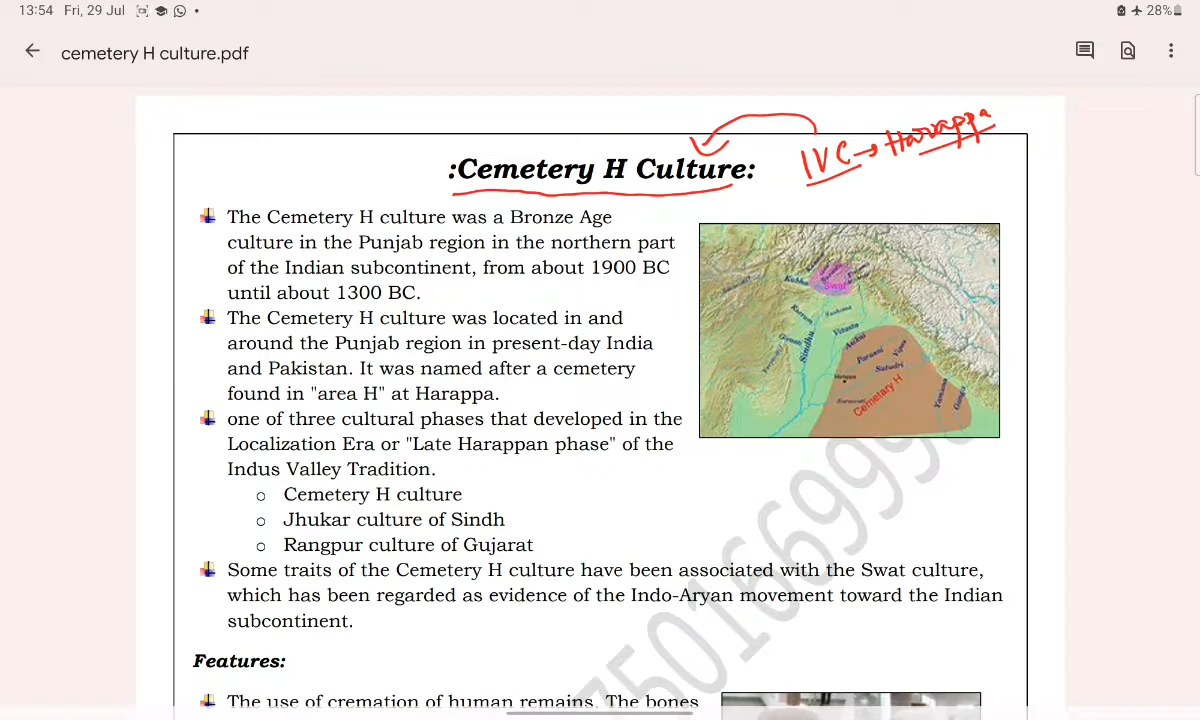 13:54 Fri, 29 Jul
28%
cemetery H culture.pdf
IVC → Harappa
:Cemetery H Culture:
The Cemetery H culture was a Bronze Age
culture in the Punjab region in the northern part
of the Indian subcontinent, from about 1900 BC
until about 1300 BC.
The Cemetery H culture was located in and
around the Punjab region in present-day India
and Pakistan. It was named after a cemetery
found in "area H" at Harappa.
one of three cultural phases that developed in the
Localization Era or "Late Harappan phase" of the
Indus Valley Tradition.
o Cemetery H culture
o Jhukar culture of Sindh
o Rangpur culture of Gujarat
Some traits of the Cemetery H culture have been associated with the Swat culture,
which has been regarded as evidence of the Indo-Aryan movement toward the Indian
subcontinent.
Features:
The use of cremation of human remains. The bones
Swat
Kubha
Sindhu
Vitasta
Asikni
Parusni
Vipas
Satudri
Harappa
Cemetary H
Yamuna
Ganga